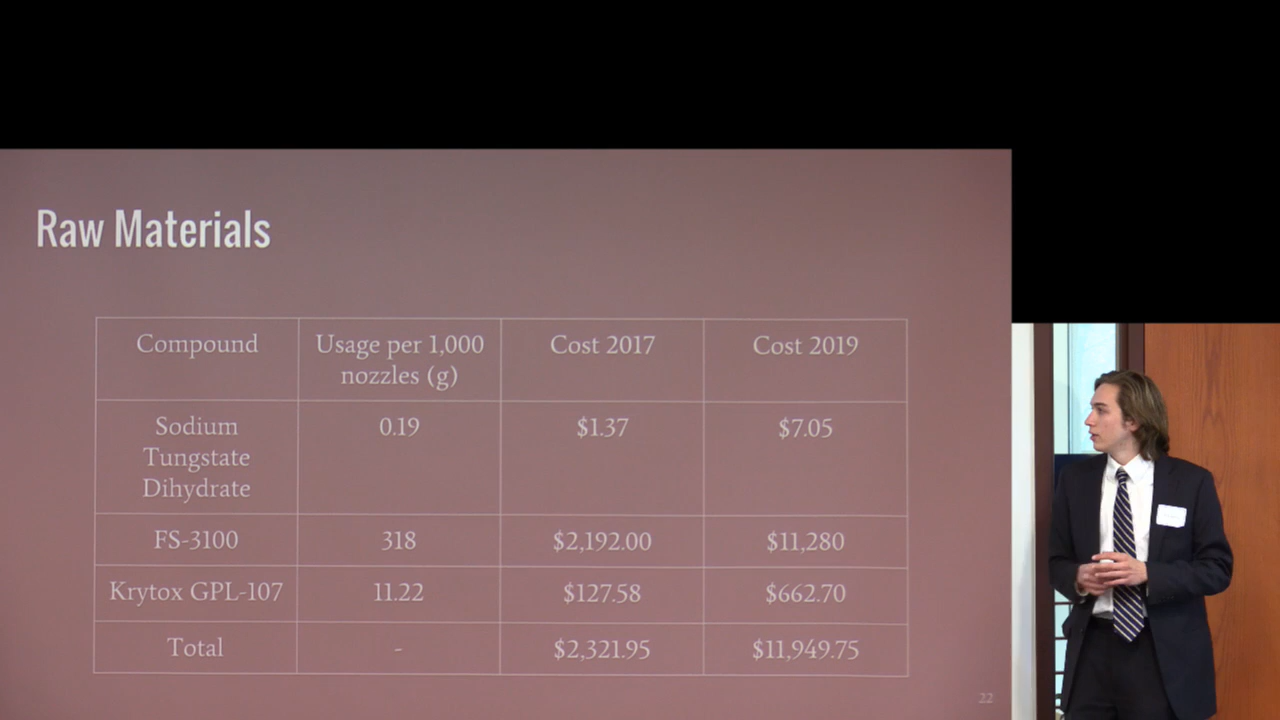 Raw Materials
Compound
Usage per 1,000
nozzles (g)
Cost 2017
Cost 2019
Sodium
Tungstate
Dihydrate
0.19
$1.37
$7.05
FS-3100
318
$2,192.00
$11,280
Krytox GPL-107
11.22
$127.58
$662.70
Total
-
$2,321.95
$11,949.75
22